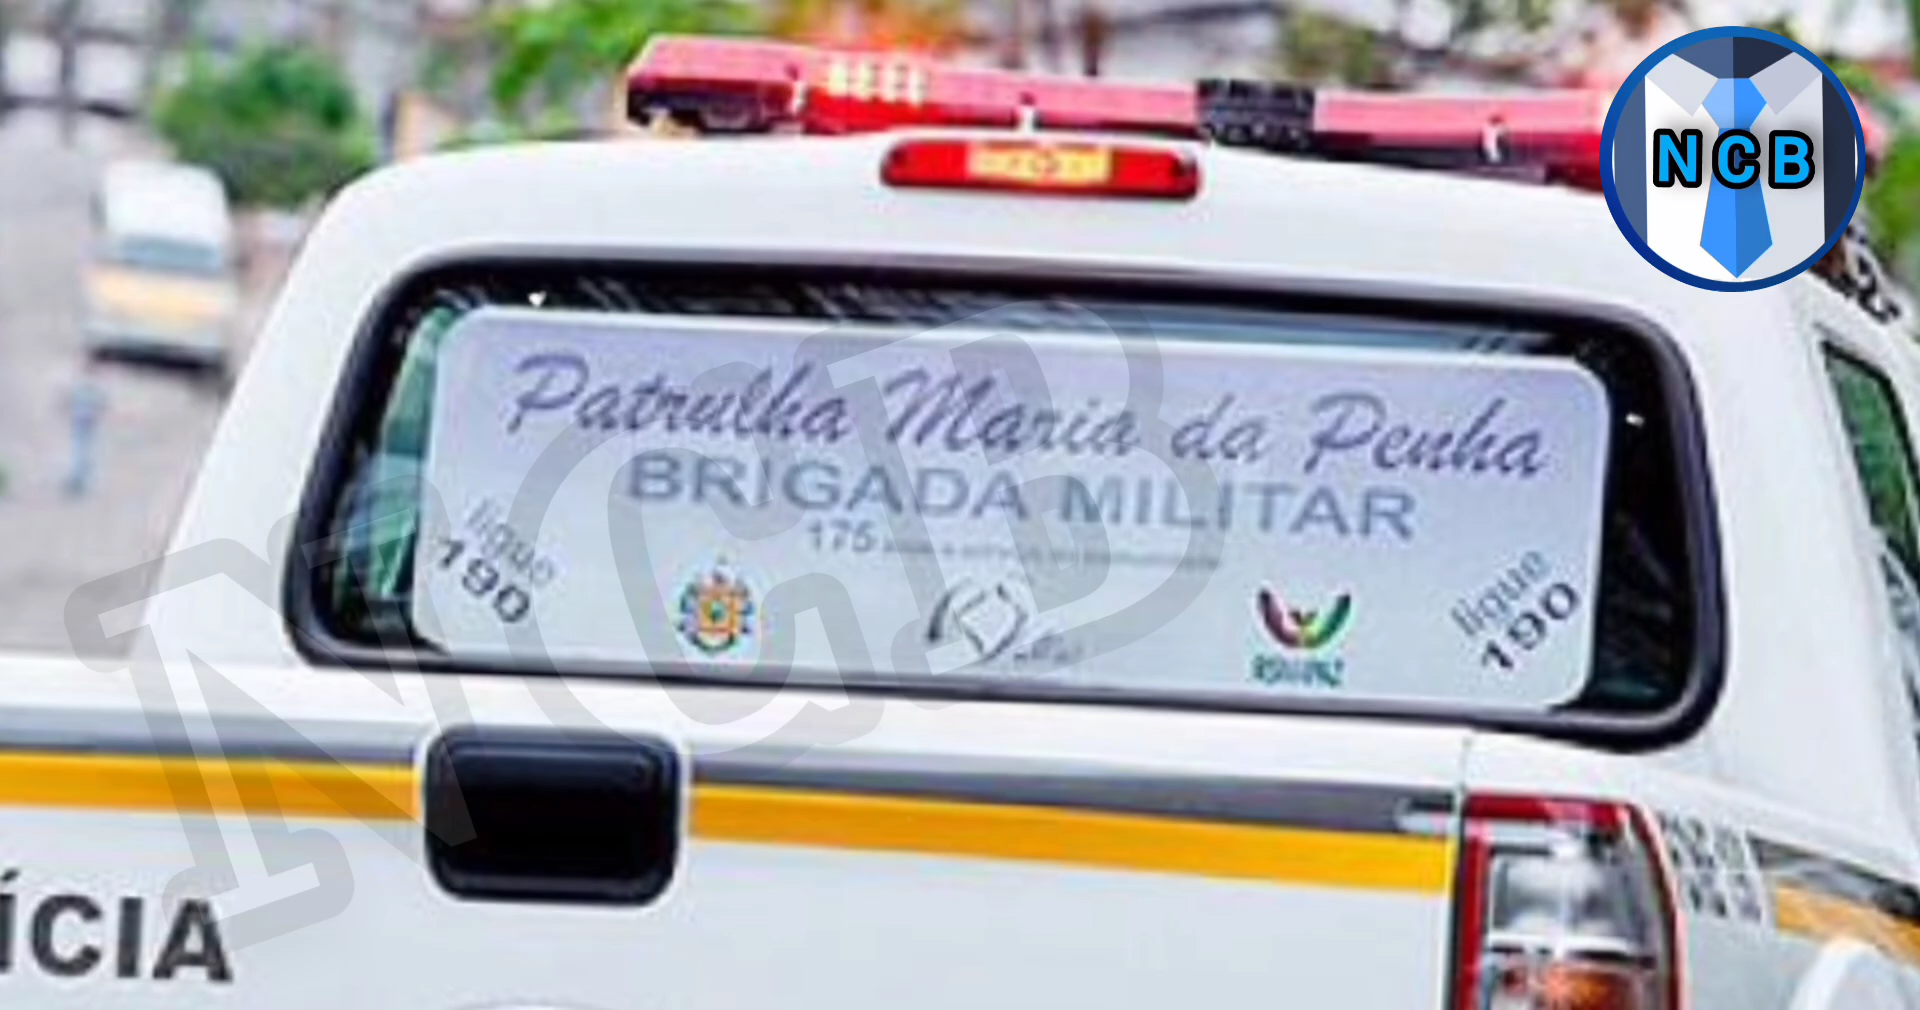 NCB
Patrulha Maria da Penha
BRIGADA MILITAR
175
ligue
190
ligue
190
NCB
ÍCIA